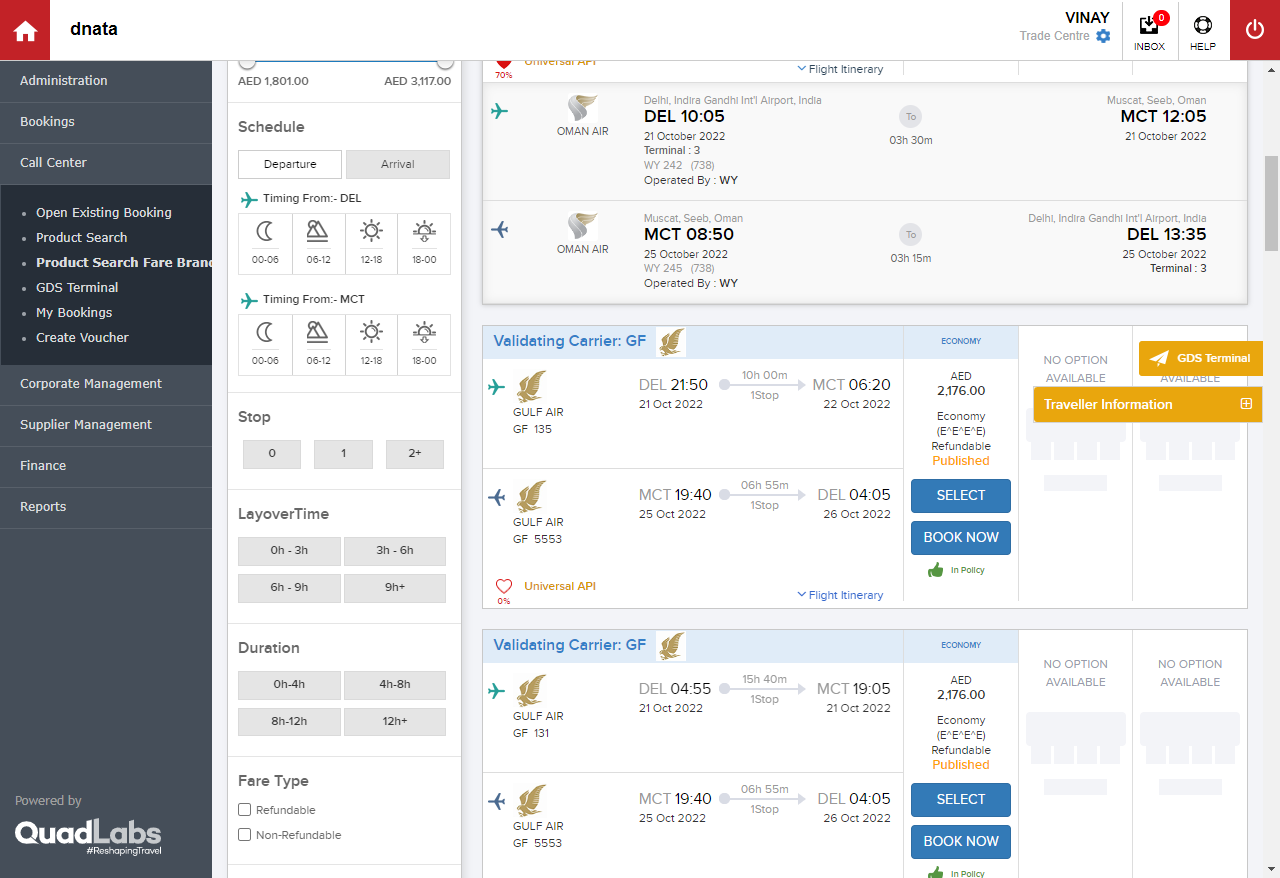 dnata
VINAY
Trade Centre
0
INBOX
HELP
Administration
Bookings
Call Center
Open Existing Booking
Product Search
Product Search Fare Brand
GDS Terminal
My Bookings
Create Voucher
Corporate Management
Supplier Management
Finance
Reports
Powered by
QuadLabs
#ReshapingTravel
AED 1,801.00 AED 3,117.00
Schedule
Departure Arrival
Timing From:- DEL
00-06 06-12 12-18 18-00
Timing From:- MCT
00-06 06-12 12-18 18-00
Stop
0 1 2+
LayoverTime
0h - 3h 3h - 6h
6h - 9h 9h+
Duration
0h-4h 4h-8h
8h-12h 12h+
Fare Type
Refundable
Non-Refundable
70% Universal API Flight Itinerary
OMAN AIR
Delhi, Indira Gandhi Int'l Airport, India
DEL 10:05
21 October 2022
Terminal : 3
WY 242 (738)
Operated By : WY
To
03h 30m
Muscat, Seeb, Oman
MCT 12:05
21 October 2022
OMAN AIR
Muscat, Seeb, Oman
MCT 08:50
25 October 2022
WY 245 (738)
Operated By : WY
To
03h 15m
Delhi, Indira Gandhi Int'l Airport, India
DEL 13:35
25 October 2022
Terminal : 3
Validating Carrier: GF
ECONOMY
GULF AIR
GF 135
DEL 21:50
21 Oct 2022
10h 00m
1Stop
MCT 06:20
22 Oct 2022
GULF AIR
GF 5553
MCT 19:40
25 Oct 2022
06h 55m
1Stop
DEL 04:05
26 Oct 2022
0%
Universal API
Flight Itinerary
AED
2,176.00
Economy
(E^E^E^E)
Refundable
Published
SELECT
BOOK NOW
In Policy
NO OPTION
AVAILABLE
AVAILABLE
GDS Terminal
Traveller Information
Validating Carrier: GF
ECONOMY
GULF AIR
GF 131
DEL 04:55
21 Oct 2022
15h 40m
1Stop
MCT 19:05
21 Oct 2022
GULF AIR
GF 5553
MCT 19:40
25 Oct 2022
06h 55m
1Stop
DEL 04:05
26 Oct 2022
AED
2,176.00
Economy
(E^E^E^E)
Refundable
Published
SELECT
BOOK NOW
In Policy
NO OPTION
AVAILABLE
NO OPTION
AVAILABLE